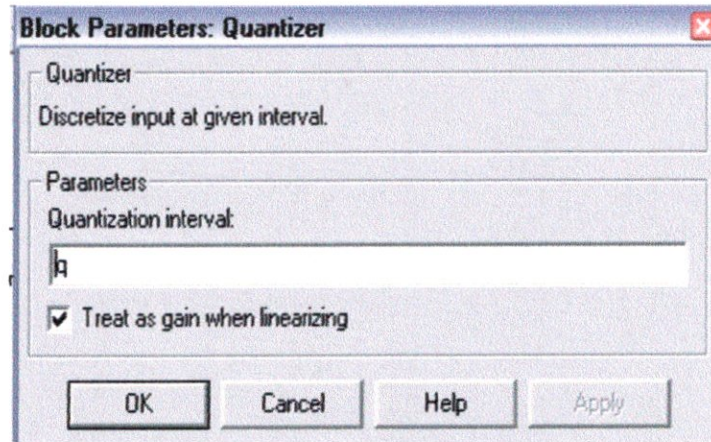 Block Parameters: Quantizer
Quantizer
Discretize input at given interval.
Parameters
Quantization interval:
q
Treat as gain when linearizing
OK Cancel Help Apply